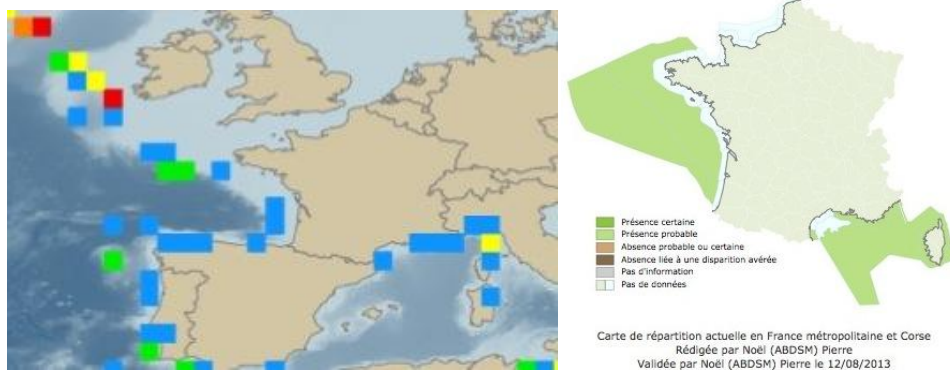 Présence certaine
Présence probable
Absence probable ou certaine
Absence liée à une disparition avérée
Pas d'information
Pas de données
Carte de répartition actuelle en France métropolitaine et Corse
Rédigée par Noël (ABDSM) Pierre
Validée par Noël (ABDSM) Pierre le 12/08/2013